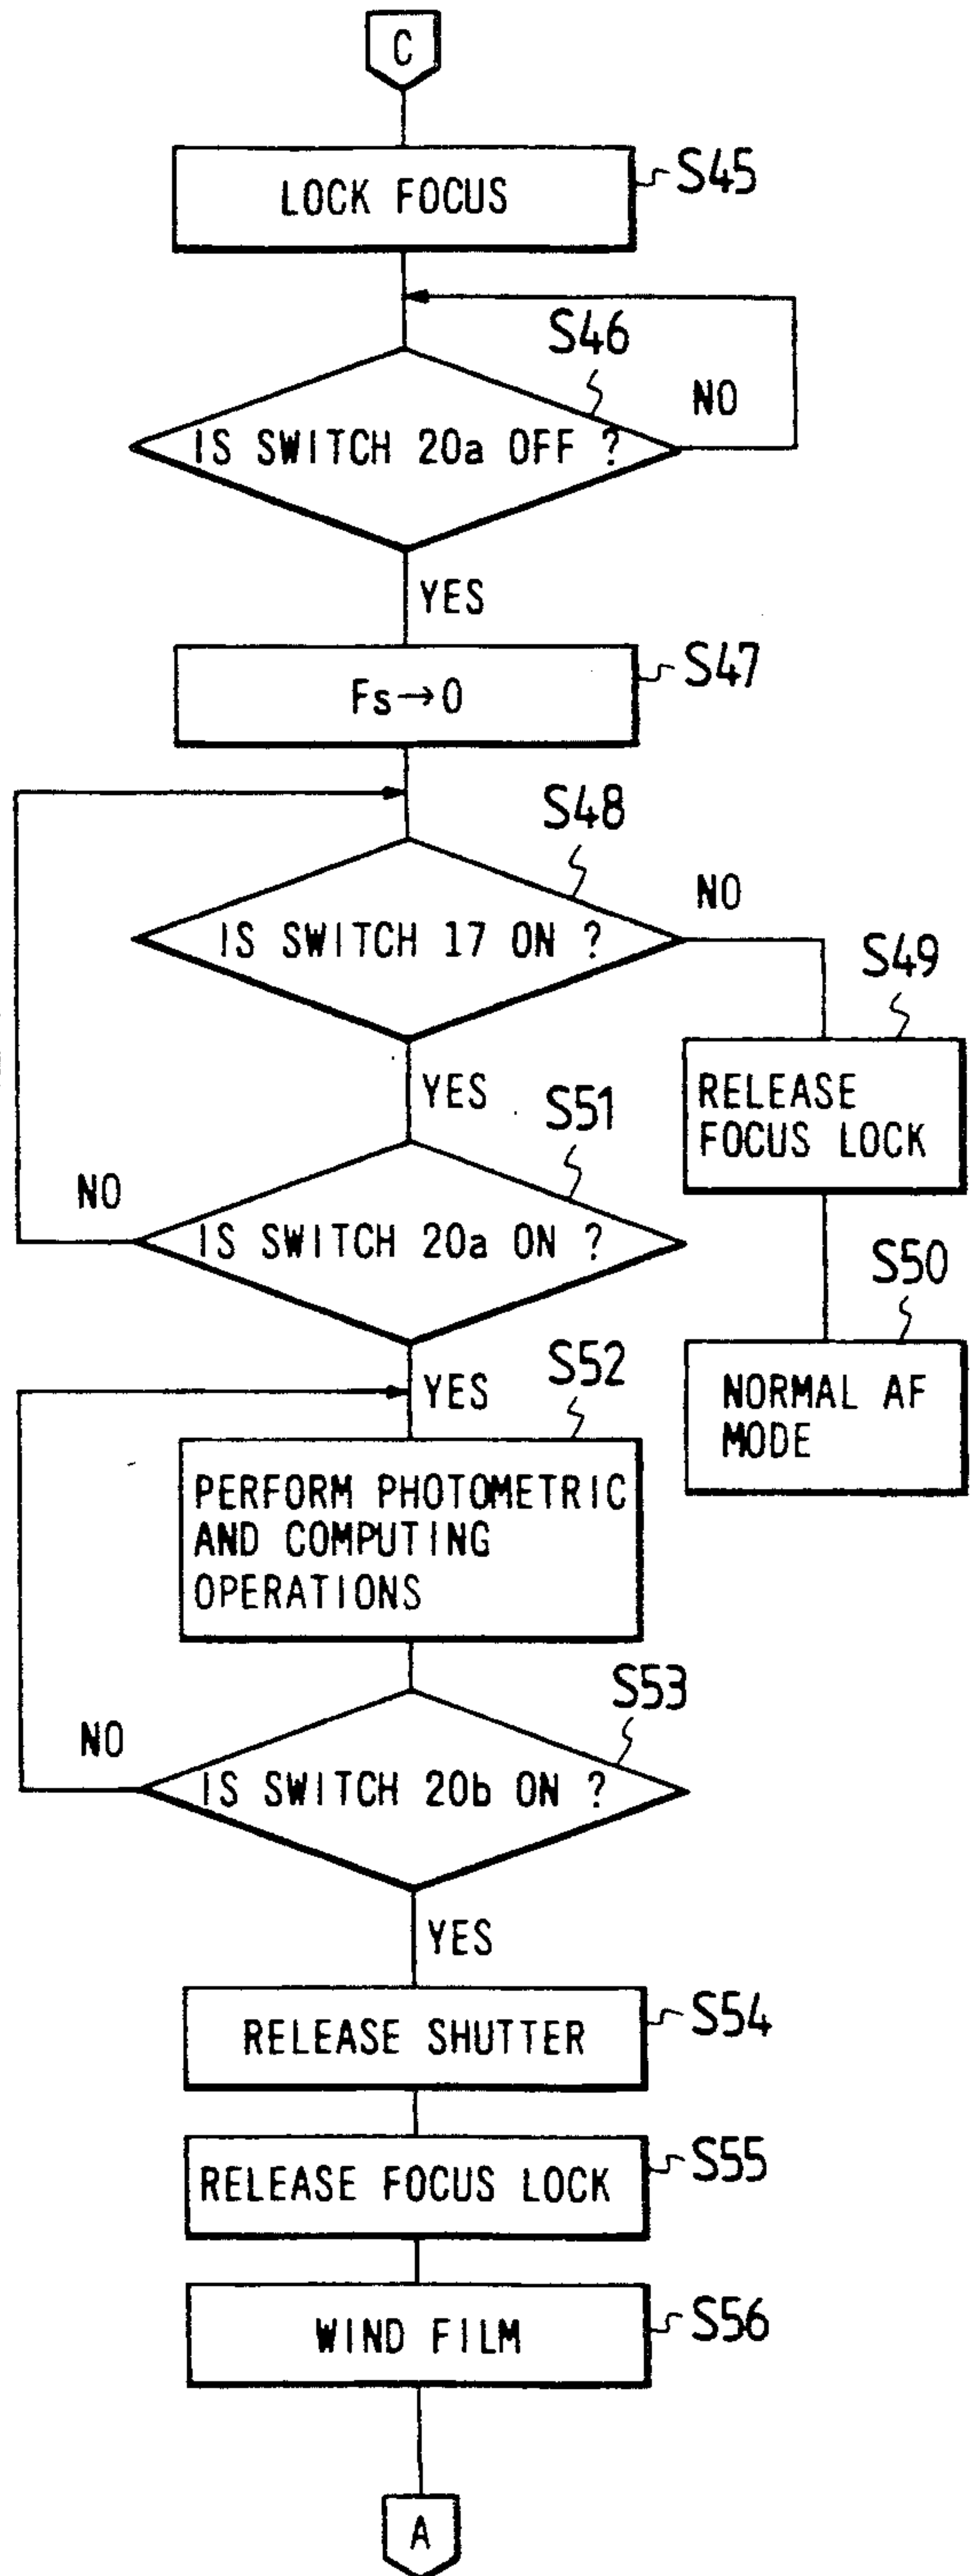 C
LOCK FOCUS
S45
S46
NO
IS SWITCH 20a OFF ?
YES
S47
Fs→0
S48
NO
IS SWITCH 17 ON ?
S49
YES
RELEASE
FOCUS LOCK
S51
NO
IS SWITCH 20a ON ?
S50
YES
NORMAL AF
MODE
S52
PERFORM PHOTOMETRIC
AND COMPUTING
OPERATIONS
S53
NO
IS SWITCH 20b ON ?
YES
RELEASE SHUTTER
S54
RELEASE FOCUS LOCK
S55
WIND FILM
S56
A